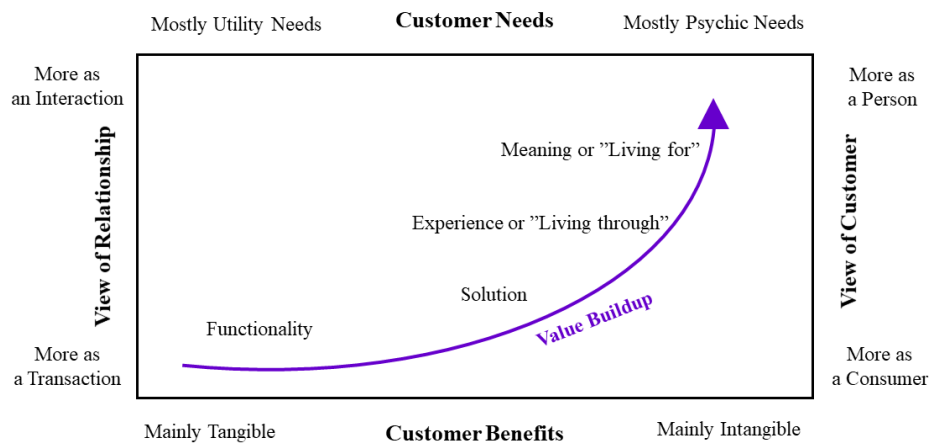 Mostly Utility Needs
Customer Needs
Mostly Psychic Needs
More as
an Interaction
More as
a Person
View of Relationship
View of Customer
Meaning or ”Living for”
Experience or ”Living through”
Solution
Value Buildup
Functionality
More as
a Transaction
More as
a Consumer
Mainly Tangible
Customer Benefits
Mainly Intangible